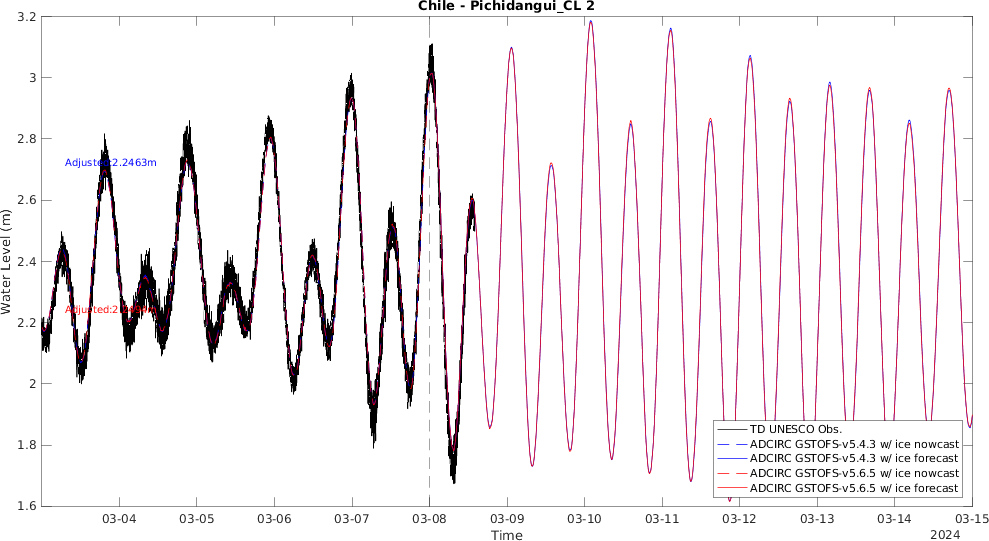 Chile - Pichidangui_CL 2
3.2
3
2.8
2.6
2.4
2.2
2
1.8
1.6
Water Level (m)
Adjusted:2.2463m
TD UNESCO Obs.
ADCIRC GSTOFS-v5.4.3 w/ ice nowcast
ADCIRC GSTOFS-v5.4.3 w/ ice forecast
ADCIRC GSTOFS-v5.6.5 w/ ice nowcast
ADCIRC GSTOFS-v5.6.5 w/ ice forecast
03-04 03-05 03-06 03-07 03-08 03-09 03-10 03-11 03-12 03-13 03-14 03-15
Time
2024